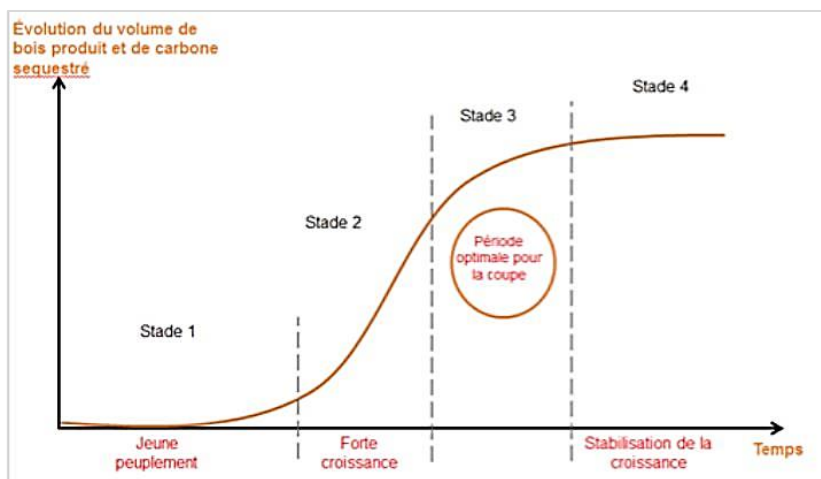 Évolution du volume de
bois produit et de carbone
sequestré
Stade 4
Stade 3
Stade 2
Période
optimale pour
la coupe
Stade 1
Jeune
peuplement
Forte
croissance
Stabilisation de la
croissance
Temps